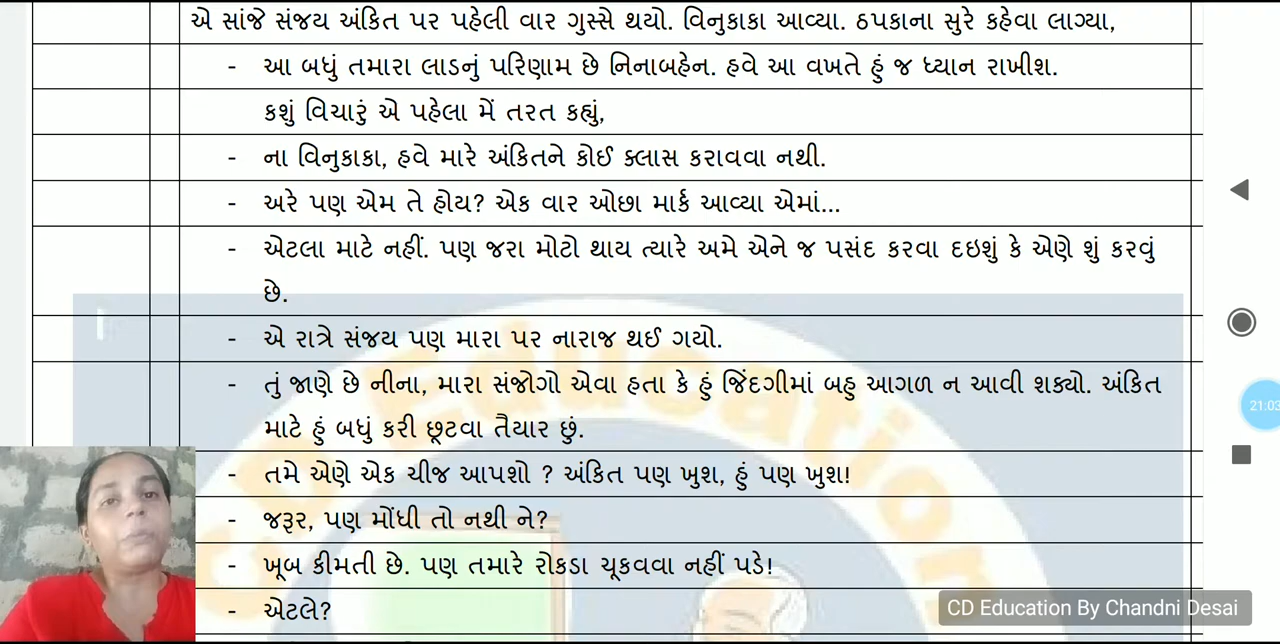 એ સાંજે સંજય અંકિત પર પહેલી વાર ગુસ્સે થયો. વિનુકાકા આવ્યા. ઠપકાના સુરે કહેવા લાગ્યા,
- આ બધું તમારા લાડનું પરિણામ છે નિનાબહેન. હવે આ વખતે હું જ ધ્યાન રાખીશ.
કશું વિચારું એ પહેલા મેં તરત કહ્યું,
- ના વિનુકાકા, હવે મારે અંકિતને કોઈ ક્લાસ કરાવવા નથી.
- અરે પણ એમ તે હોય? એક વાર ઓછા માર્ક આવ્યા એમાં...
- એટલા માટે નહીં. પણ જરા મોટો થાય ત્યારે અમે એને જ પસંદ કરવા દઇશું કે એણે શું કરવું
છે.
- એ રાત્રે સંજય પણ મારા પર નારાજ થઈ ગયો.
- તું જાણે છે નીના, મારા સંજોગો એવા હતા કે હું જિંદગીમાં બહુ આગળ ન આવી શક્યો. અંકિત
માટે હું બધું કરી છૂટવા તૈયાર છું.
- તમે એણે એક ચીજ આપશો ? અંકિત પણ ખુશ, હું પણ ખુશ!
- જરૂર, પણ મોંઘી તો નથી ને?
- ખૂબ કીમતી છે. પણ તમારે રોકડા ચૂકવવા નહીં પડે!
- એટલે?
CD Education By Chandni Desai
21:03
Education